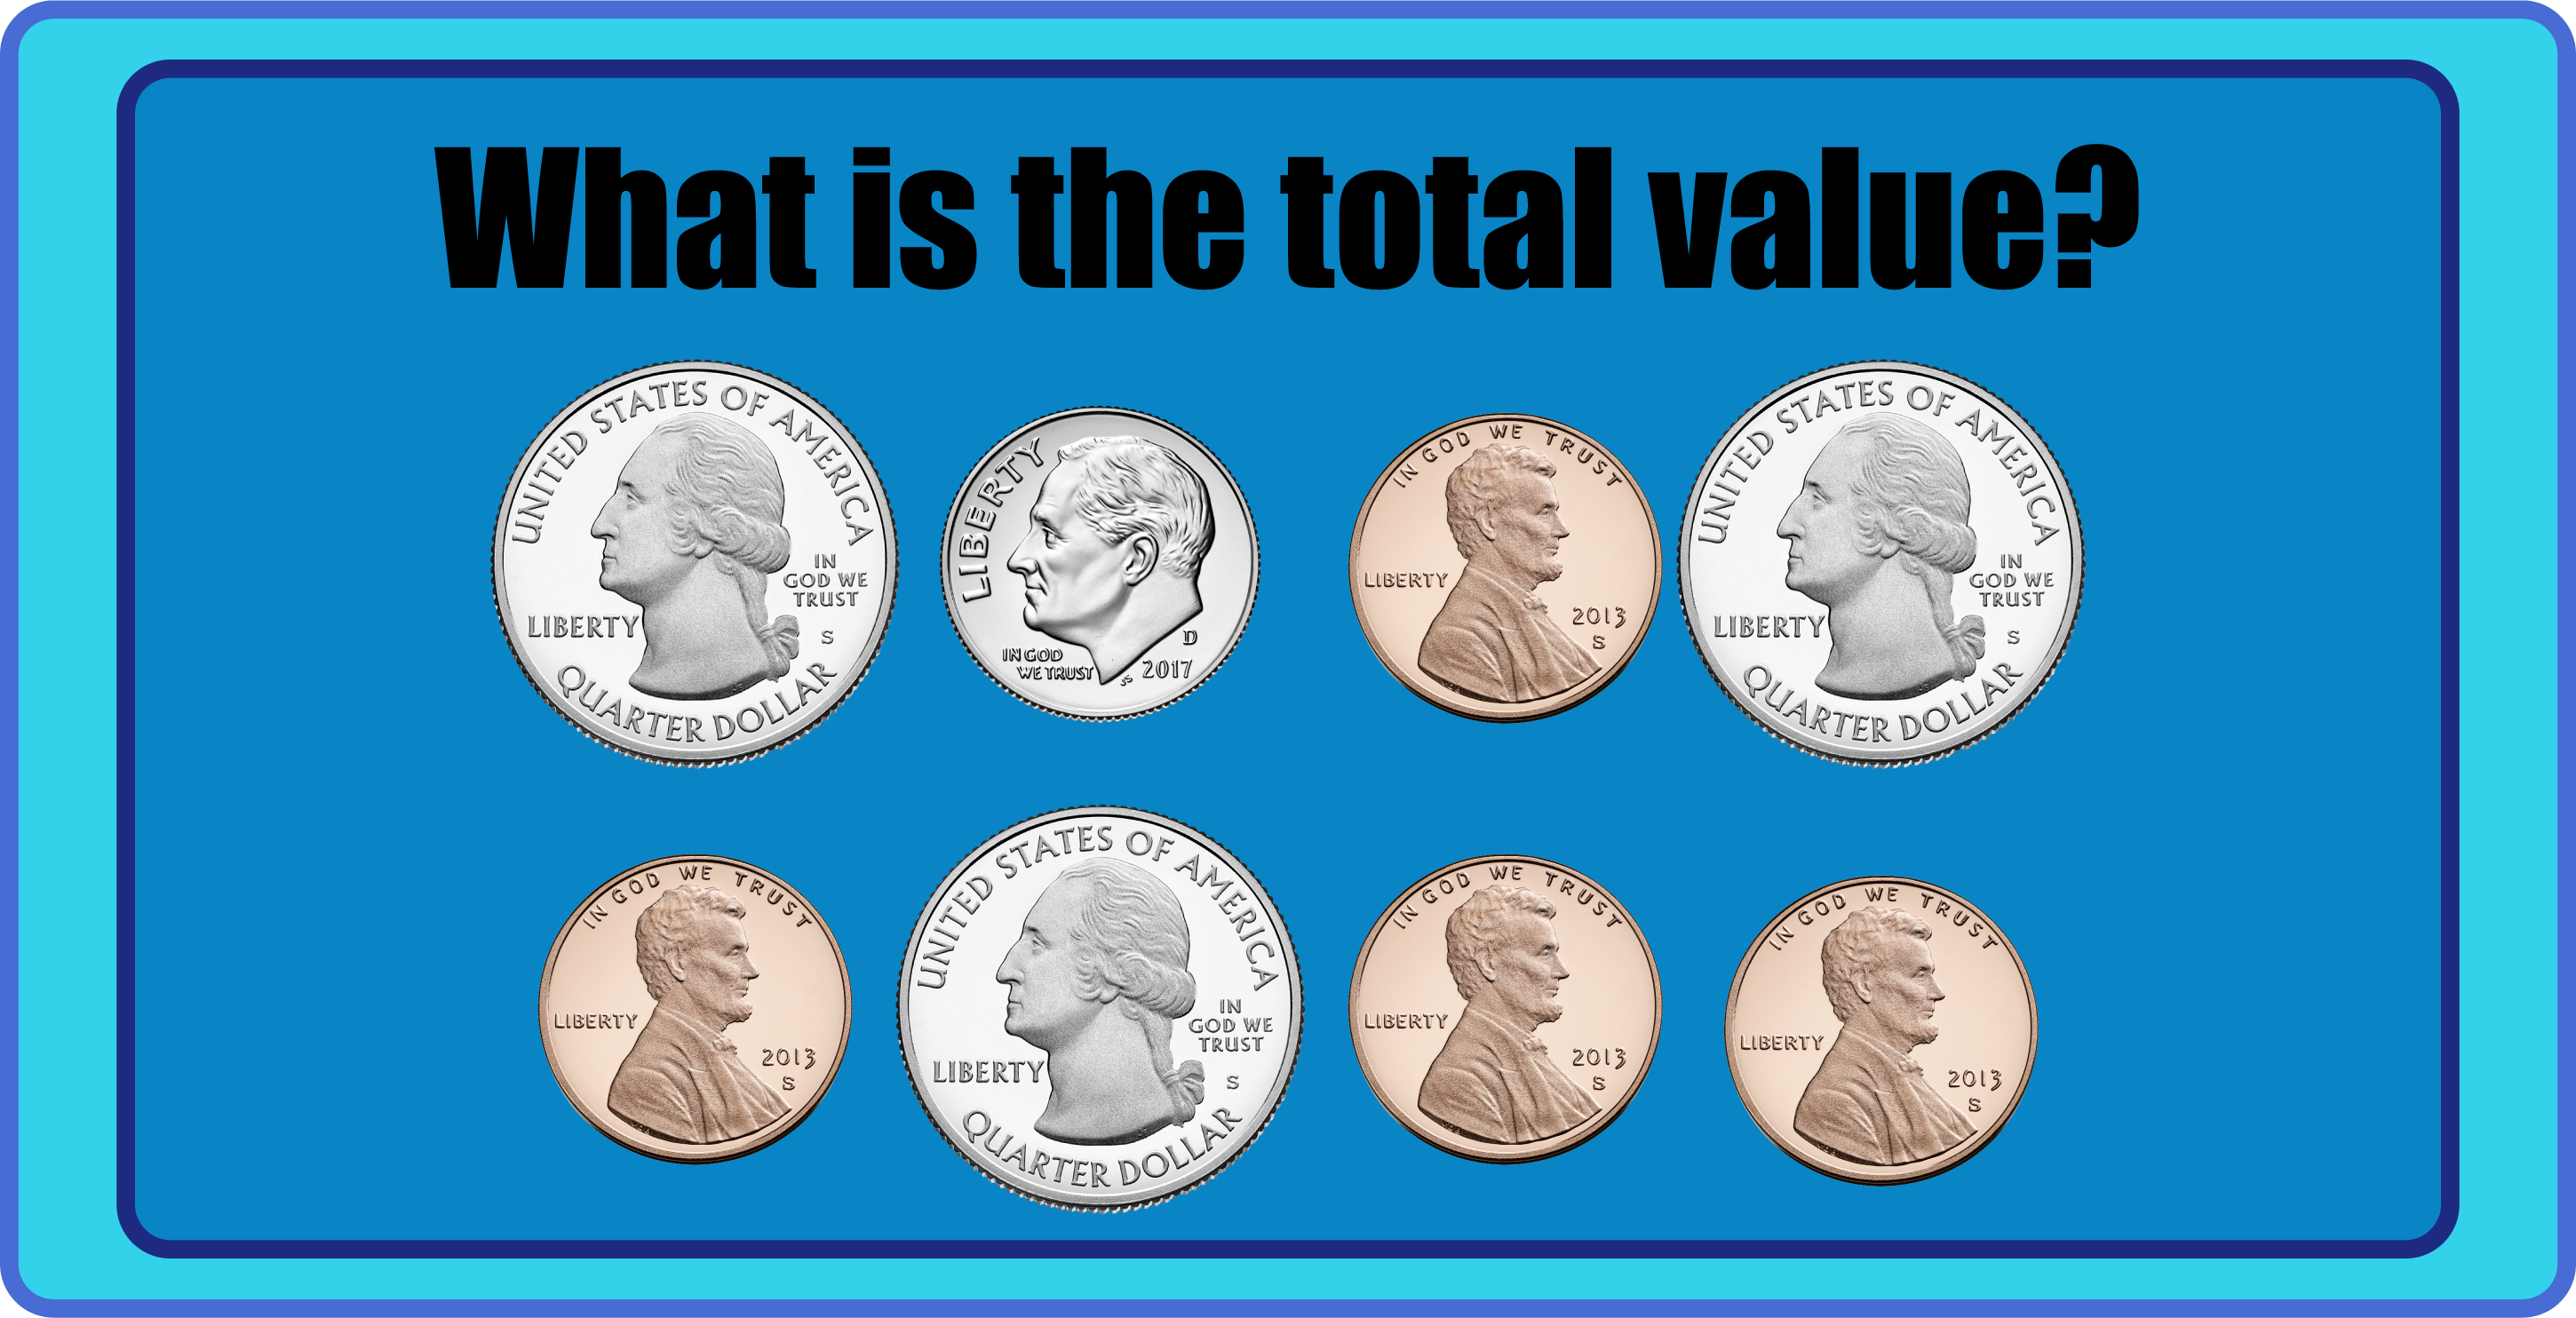 What is the total value?
UNITED STATES OF AMERICA
IN
GOD WE
TRUST
LIBERTY
S
QUARTER DOLLAR
LIBERTY
D
IN GOD
WE TRUST
JS 2017
IN GOD WE TRUST
LIBERTY
2013
S
UNITED STATES OF AMERICA
IN
GOD WE
TRUST
LIBERTY
S
QUARTER DOLLAR
IN GOD WE TRUST
LIBERTY
2013
S
UNITED STATES OF AMERICA
IN
GOD WE
TRUST
LIBERTY
S
QUARTER DOLLAR
IN GOD WE TRUST
LIBERTY
2013
S
IN GOD WE TRUST
LIBERTY
2013
S